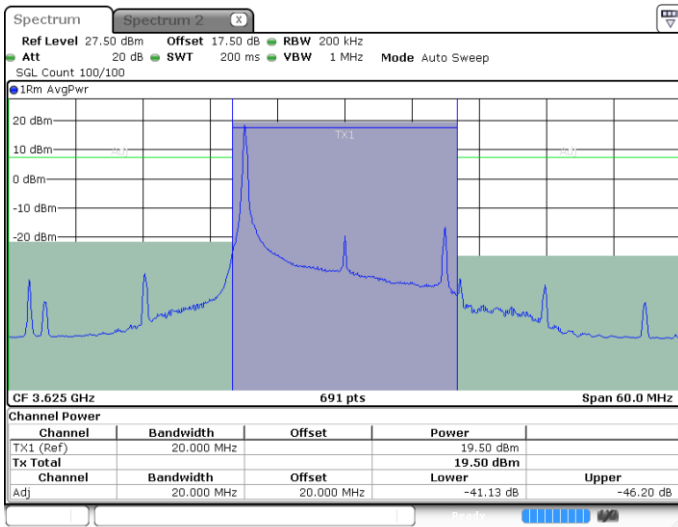 Spectrum Spectrum 2 X
Ref Level 27.50 dBm Offset 17.50 dB RBW 200 kHz
Att 20 dB SWT 200 ms VBW 1 MHz Mode Auto Sweep
SGL Count 100/100
1Rm AvgPwr
20 dBm
TX1
10 dBm
Adj Adj
0 dBm
-10 dBm
-20 dBm
CF 3.625 GHz 691 pts Span 60.0 MHz
Channel Power
Channel Bandwidth Offset Power
TX1 (Ref) 20.000 MHz 19.50 dBm
Tx Total 19.50 dBm
Channel Bandwidth Offset Lower Upper
Adj 20.000 MHz 20.000 MHz -41.13 dB -46.20 dB
Ready